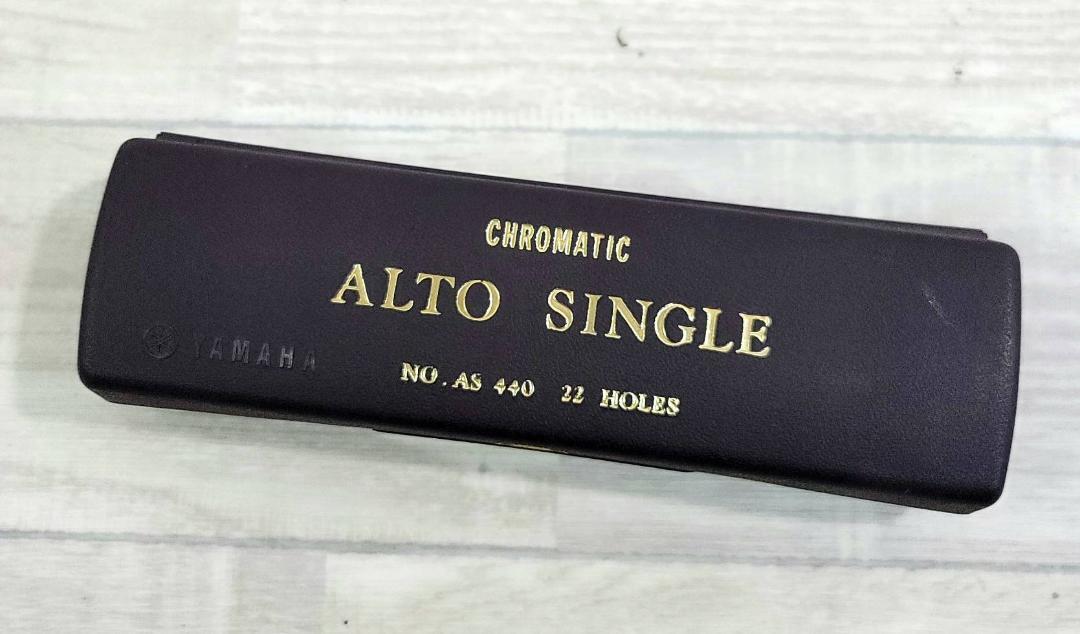 CHROMATIC
ALTO SINGLE
YAMAHA
NO. AS 440 22 HOLES